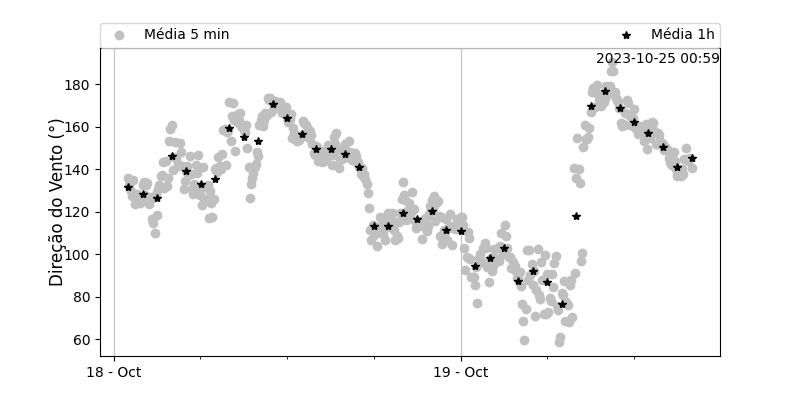 Média 5 min
Média 1h
2023-10-25 00:59
Direção do Vento (°)
180
160
140
120
100
80
60
18 - Oct
19 - Oct